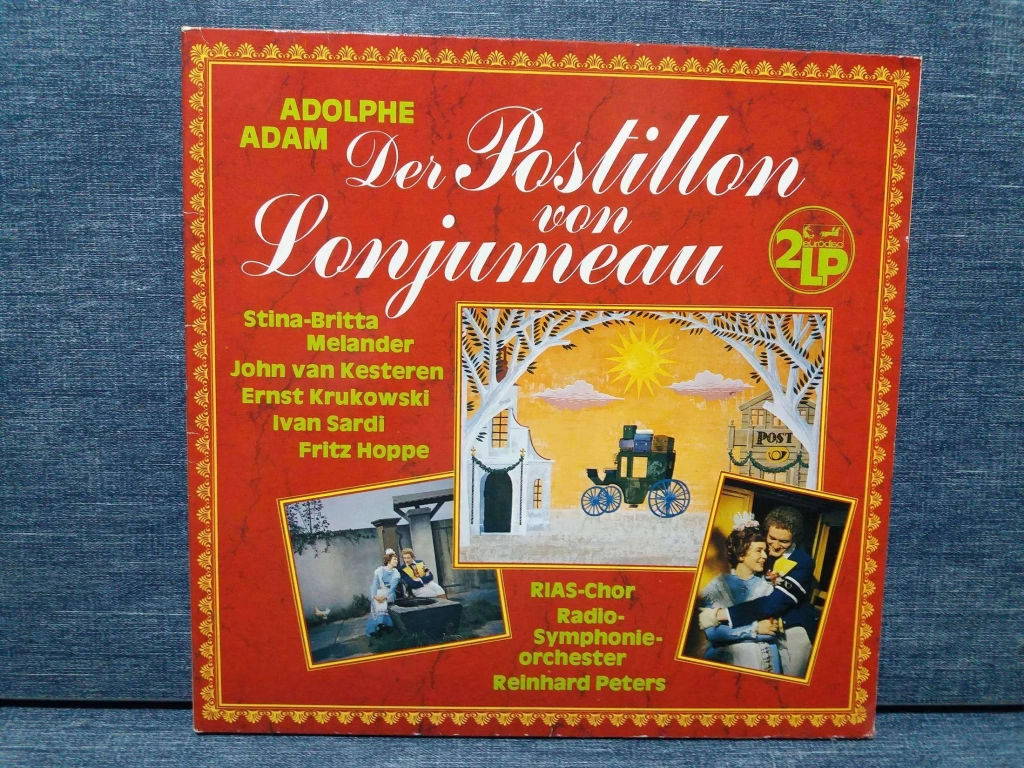 ADOLPHE
ADAM
Der Postillon
von
Lonjumeau
eurodisc
2LP
Stina-Britta
Melander
John van Kesteren
Ernst Krukowski
Ivan Sardi
Fritz Hoppe
POST
RIAS-Chor
Radio-
Symphonie-
orchester
Reinhard Peters